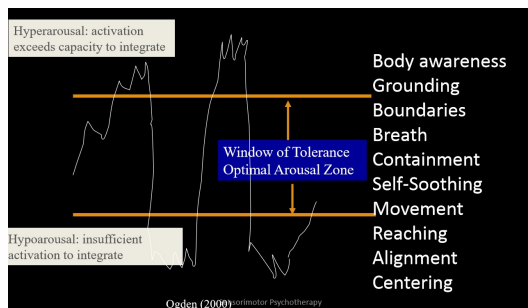 Hyperarousal: activation
exceeds capacity to integrate
Window of Tolerance
Optimal Arousal Zone
Hypoarousal: insufficient
activation to integrate
Body awareness
Grounding
Boundaries
Breath
Containment
Self-Soothing
Movement
Reaching
Alignment
Centering
Ogden (2000)
Psychotherapy